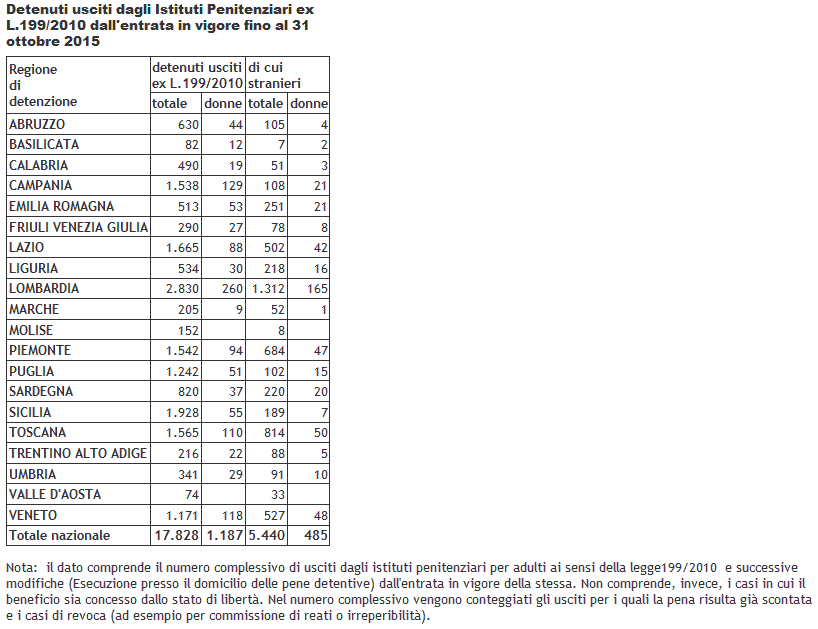 Detenuti usciti dagli Istituti Penitenziari ex
L.199/2010 dall'entrata in vigore fino al 31
ottobre 2015
Regione di detenzione detenuti usciti ex L.199/2010 di cui stranieri
totale donne totale donne
ABRUZZO 630 44 105 4
BASILICATA 82 12 7 2
CALABRIA 490 19 51 3
CAMPANIA 1.538 129 108 21
EMILIA ROMAGNA 513 53 251 21
FRIULI VENEZIA GIULIA 290 27 78 8
LAZIO 1.665 88 502 42
LIGURIA 534 30 218 16
LOMBARDIA 2.830 260 1.312 165
MARCHE 205 9 52 1
MOLISE 152 8
PIEMONTE 1.542 94 684 47
PUGLIA 1.242 51 102 15
SARDEGNA 820 37 220 20
SICILIA 1.928 55 189 7
TOSCANA 1.565 110 814 50
TRENTINO ALTO ADIGE 216 22 88 5
UMBRIA 341 29 91 10
VALLE D'AOSTA 74 33
VENETO 1.171 118 527 48
Totale nazionale 17.828 1.187 5.440 485
Nota: il dato comprende il numero complessivo di usciti dagli istituti penitenziari per adulti ai sensi della legge199/2010 e successive
modifiche (Esecuzione presso il domicilio delle pene detentive) dall'entrata in vigore della stessa. Non comprende, invece, i casi in cui il
beneficio sia concesso dallo stato di libertà. Nel numero complessivo vengono conteggiati gli usciti per i quali la pena risulta già scontata
e i casi di revoca (ad esempio per commissione di reati o irreperibilità).